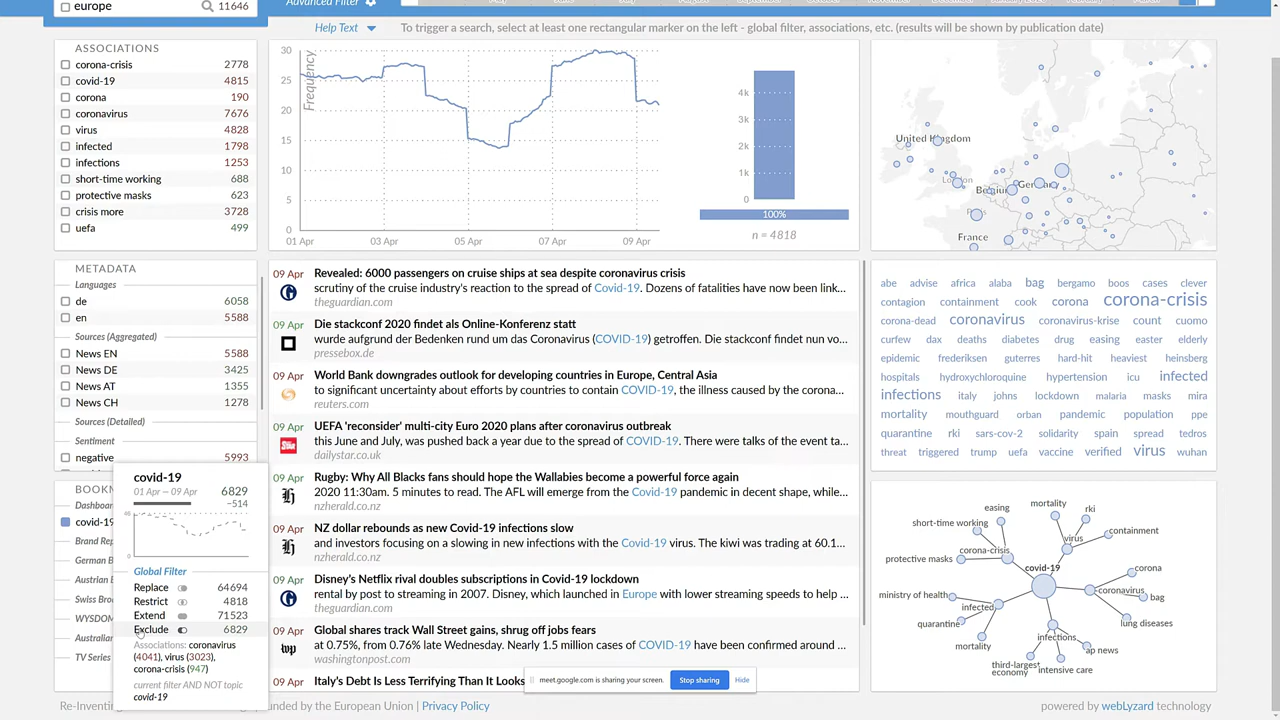 europe 11646
Advanced Filter
Help Text To trigger a search, select at least one rectangular marker on the left - global filter, associations, etc. (results will be shown by publication date)
ASSOCIATIONS
corona-crisis 2778
covid-19 4815
corona 190
coronavirus 7676
virus 4828
infected 1798
infections 1253
short-time working 688
protective masks 623
crisis more 3728
uefa 499
METADATA
Languages
de 6058
en 5588
Sources (Aggregated)
News EN 5588
News DE 3425
News AT 1355
News CH 1278
Sources (Detailed)
Sentiment
negative 5993
BOOKM
Dashboar
covid-19
Brand Rep
German B
Austrian B
Swiss Bro
WYSDOM
Australian
TV Series
covid-19
01 Apr — 09 Apr 6829
−514
46
0
Global Filter
Replace 64694
Restrict 4818
Extend 71523
Exclude 6829
Associations: coronavirus
(4041), virus (3023),
corona-crisis (947)
current filter AND NOT topic
covid-19
Frequency
30
25
20
15
10
5
0
01 Apr 03 Apr 05 Apr 07 Apr 09 Apr
4k
3k
2k
1k
0
100%
n = 4818
09 Apr Revealed: 6000 passengers on cruise ships at sea despite coronavirus crisis
scrutiny of the cruise industry's reaction to the spread of Covid-19. Dozens of fatalities have now been link...
theguardian.com
09 Apr Die stackconf 2020 findet als Online-Konferenz statt
wurde aufgrund der Bedenken rund um das Coronavirus (COVID-19) getroffen. Die stackconf findet nun vo...
pressebox.de
09 Apr World Bank downgrades outlook for developing countries in Europe, Central Asia
to significant uncertainty about efforts by countries to contain COVID-19, the illness caused by the corona...
reuters.com
09 Apr UEFA 'reconsider' multi-city Euro 2020 plans after coronavirus outbreak
this June and July, was pushed back a year due to the spread of COVID-19. There were talks of the event ta...
dailystar.co.uk
09 Apr Rugby: Why All Blacks fans should hope the Wallabies become a powerful force again
2020 11:30am. 5 minutes to read. The AFL will emerge from the Covid-19 pandemic in decent shape, while...
nzherald.co.nz
09 Apr NZ dollar rebounds as new Covid-19 infections slow
and investors focusing on a slowing in new infections with the Covid-19 virus. The kiwi was trading at 60.1...
nzherald.co.nz
09 Apr Disney's Netflix rival doubles subscriptions in Covid-19 lockdown
rental by post to streaming in 2007. Disney, which launched in Europe with lower streaming speeds to help ...
theguardian.com
09 Apr Global shares track Wall Street gains, shrug off jobs fears
at 0.75%, from 0.76% late Wednesday. Nearly 1.5 million cases of COVID-19 have been confirmed around ...
washingtonpost.com
09 Apr Italy's Debt Is Less Terrifying Than It Looks
meet.google.com is sharing your screen. Stop sharing Hide
United Kingdom
London
Belgium Germany
Paris
France
abe advise africa alaba bag bergamo boos cases clever
contagion containment cook corona corona-crisis
corona-dead coronavirus coronavirus-krise count cuomo
curfew dax deaths diabetes drug easing easter elderly
epidemic frederiksen guterres hard-hit heaviest heinsberg
hospitals hydroxychloroquine hypertension icu infected
infections italy johns lockdown malaria masks mira
mortality mouthguard orban pandemic population ppe
quarantine rki sars-cov-2 solidarity spain spread tedros
threat triggered trump uefa vaccine verified virus wuhan
easing
mortality
rki
short-time working
virus
containment
protective masks
corona-crisis
covid-19
corona
ministry of health
coronavirus
bag
infected
quarantine
lung diseases
mortality
infections
ap news
third-largest
economy
intensive care
Re-Inventing
unded by the European Union | Privacy Policy
powered by webLyzard technology